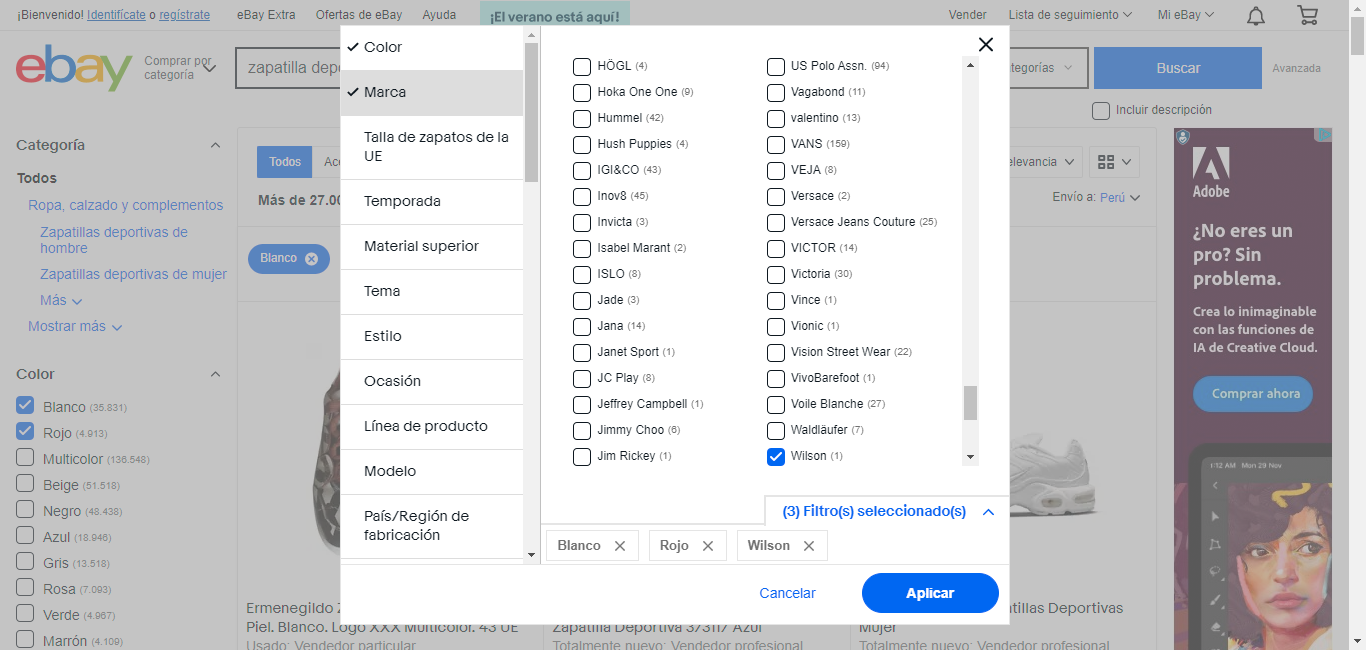 ¡Bienvenido! Identifícate o regístrate
eBay Extra
Ofertas de eBay
Ayuda
¡El verano está aquí!
Vender
Lista de seguimiento
Mi eBay
ebay
Comprar por
categoría
zapatilla depo
tegorías
Buscar
Avanzada
Incluir descripción
Categoría
Todos
Ropa, calzado y complementos
Zapatillas deportivas de
hombre
Zapatillas deportivas de mujer
Más
Mostrar más
Color
Blanco (35.831)
Rojo (4.913)
Multicolor (136.548)
Beige (51.518)
Negro (48.438)
Azul (18.946)
Gris (13.518)
Rosa (7.093)
Verde (4.967)
Marrón (4.109)
Todos
Ace
Más de 27.00
Blanco
elevancia
Envío a: Perú
Color
Marca
Talla de zapatos de la
UE
Temporada
Material superior
Tema
Estilo
Ocasión
Línea de producto
Modelo
País/Región de
fabricación
HÖGL (4)
Hoka One One (9)
Hummel (42)
Hush Puppies (4)
IGI&CO (43)
Inov8 (45)
Invicta (3)
Isabel Marant (2)
ISLO (8)
Jade (3)
Jana (14)
Janet Sport (1)
JC Play (8)
Jeffrey Campbell (1)
Jimmy Choo (6)
Jim Rickey (1)
US Polo Assn. (94)
Vagabond (11)
valentino (13)
VANS (159)
VEJA (8)
Versace (2)
Versace Jeans Couture (25)
VICTOR (14)
Victoria (30)
Vince (1)
Vionic (1)
Vision Street Wear (22)
VivoBarefoot (1)
Voile Blanche (27)
Waldläufer (7)
Wilson (1)
(3) Filtro(s) seleccionado(s)
Blanco
Rojo
Wilson
Cancelar
Aplicar
Ermenegildo Z
Piel. Blanco. Logo XXX Multicolor. 43 UE
Usado: Vendedor particular
Zapatilla Deportiva 373117 Azul
Totalmente nuevo: Vendedor profesional
atillas Deportivas
Mujer
Totalmente nuevo: Vendedor profesional
Adobe
¿No eres un
pro? Sin
problema.
Crea lo inimaginable
con las funciones de
IA de Creative Cloud.
Comprar ahora
1:12 AM Mon 29 Nov